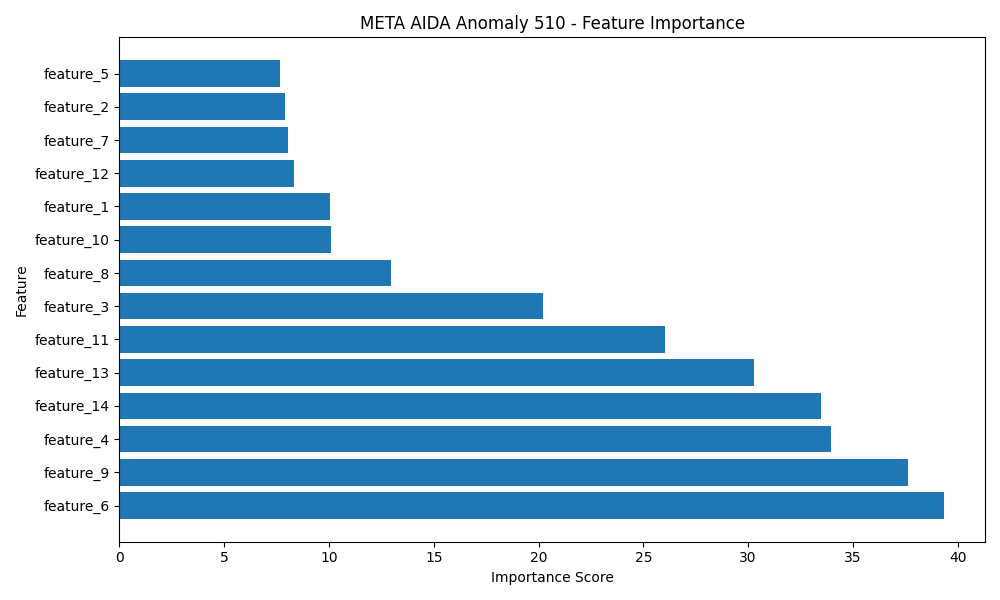 META AIDA Anomaly 510 - Feature Importance
Feature
feature_5
feature_2
feature_7
feature_12
feature_1
feature_10
feature_8
feature_3
feature_11
feature_13
feature_14
feature_4
feature_9
feature_6
0 5 10 15 20 25 30 35 40
Importance Score